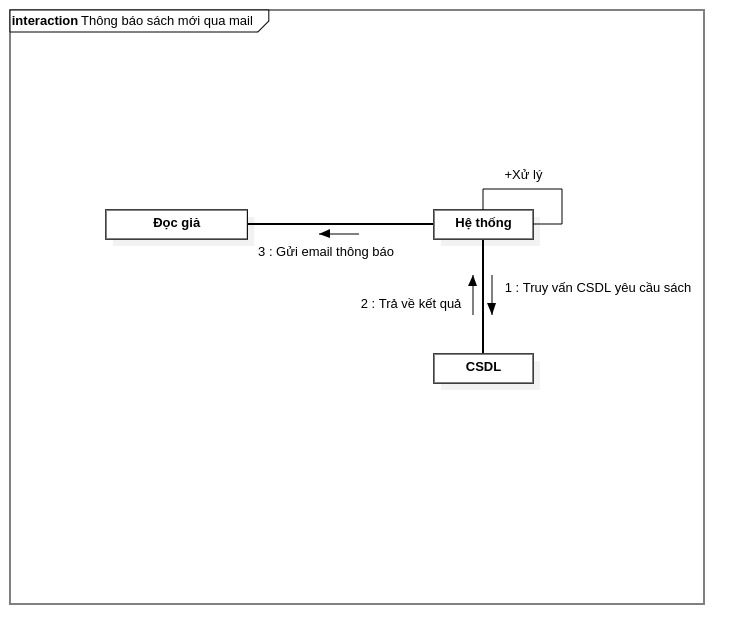 interaction Thông báo sách mới qua mail
+Xử lý
Đọc giả
Hệ thống
3 : Gửi email thông báo
1 : Truy vấn CSDL yêu cầu sách
2 : Trả về kết quả
CSDL